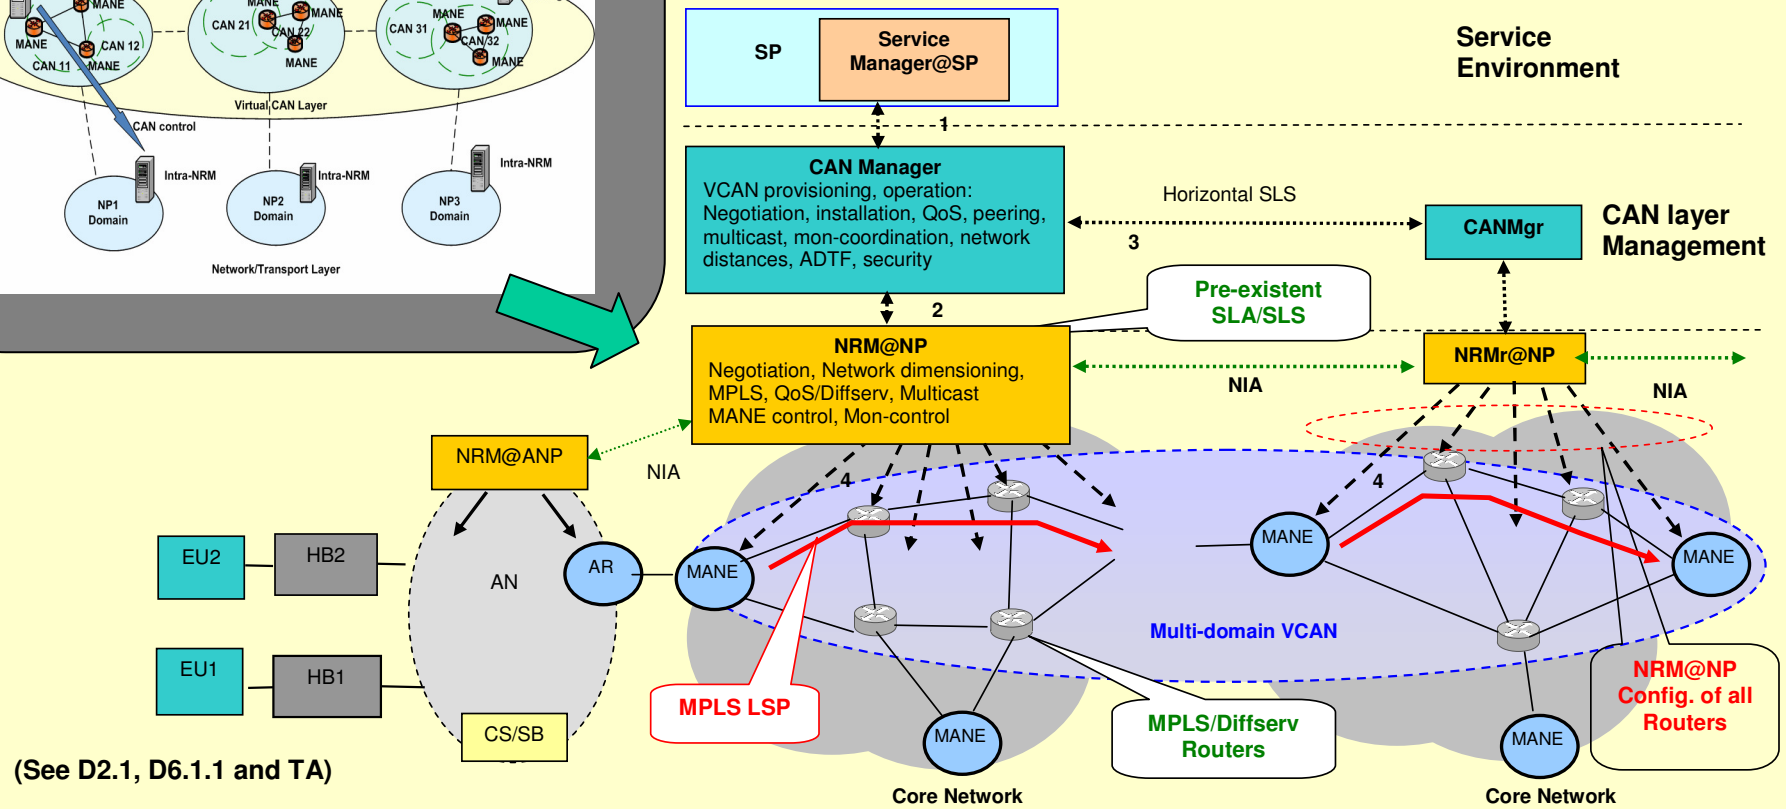 MANE
MANE
CAN 12
CAN 11
MANE
MANE
MANE
CAN 21
CAN 22
MANE
MANE
MANE
CAN 31
CAN 32
MANE
Virtual CAN Layer
CAN control
Intra-NRM
Intra-NRM
Intra-NRM
NP1
Domain
NP2
Domain
NP3
Domain
Network/Transport Layer
SP
Service
Manager@SP
Service
Environment
1
CAN Manager
VCAN provisioning, operation:
Negotiation, installation, QoS, peering,
multicast, mon-coordination, network
distances, ADTF, security
Horizontal SLS
3
CANMgr
CAN layer
Management
2
Pre-existent
SLA/SLS
NRM@NP
Negotiation, Network dimensioning,
MPLS, QoS/Diffserv, Multicast
MANE control, Mon-control
NIA
NRMr@NP
NIA
NRM@ANP
NIA
4
4
EU2
HB2
AN
AR
MANE
MANE
MANE
EU1
HB1
Multi-domain VCAN
MPLS LSP
CS/SB
MANE
MPLS/Diffserv
Routers
MANE
NRM@NP
Config. of all
Routers
(See D2.1, D6.1.1 and TA)
Core Network
Core Network